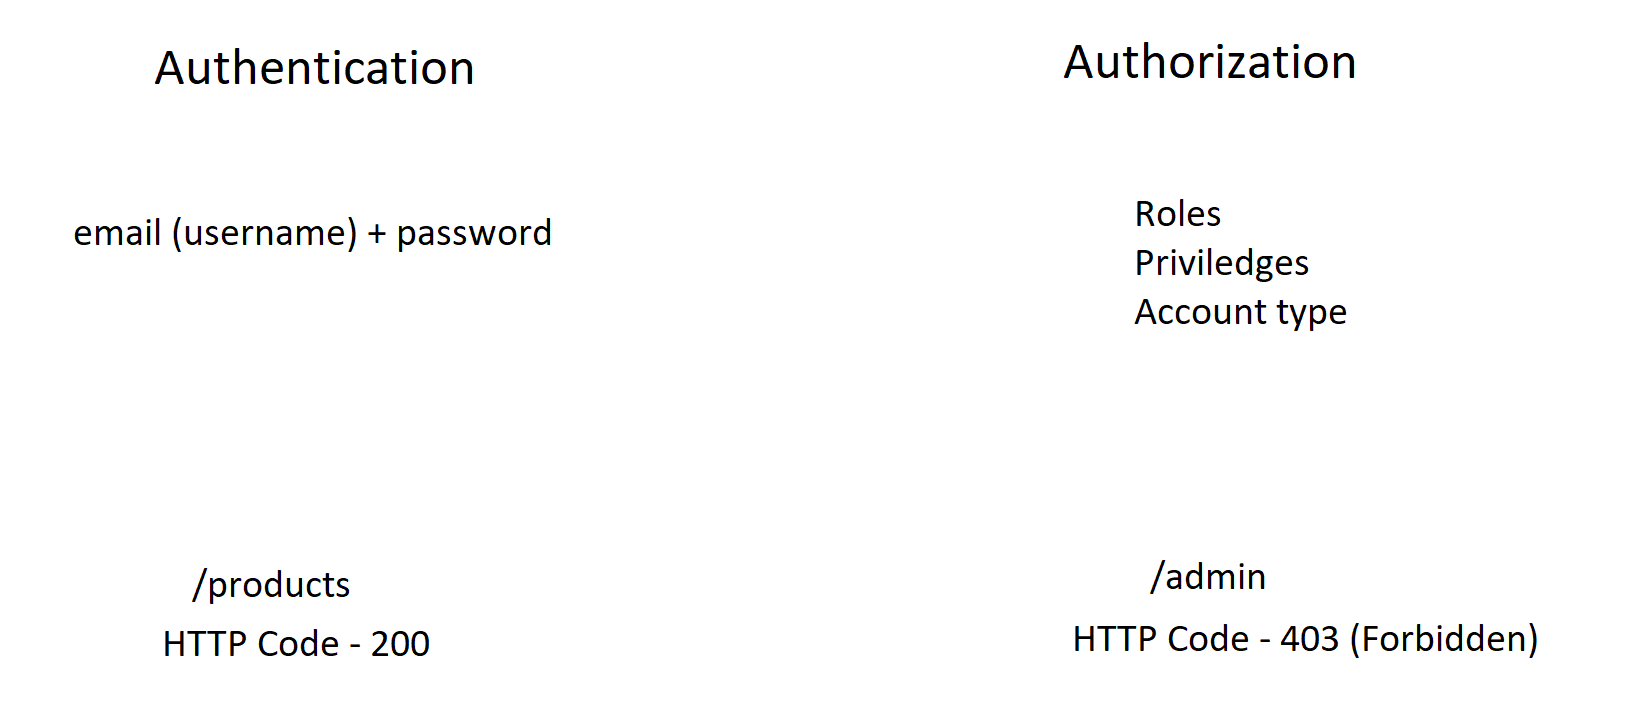 Authentication
email (username) + password
/products
HTTP Code - 200
Authorization
Roles
Priviledges
Account type
/admin
HTTP Code - 403 (Forbidden)